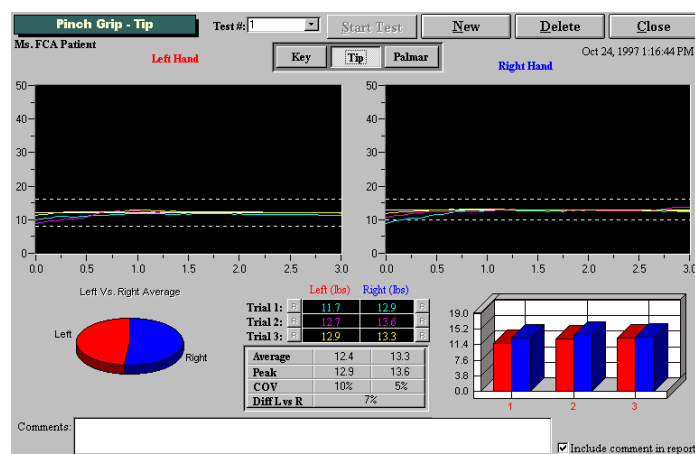 Pinch Grip - Tip
Test #: 1
Start Test
New
Delete
Close
Ms. FCA Patient
Oct 24, 1997 1:16:44 PM
Left Hand
Key
Tip
Palmar
Right Hand
50
40
30
20
10
0
0.0 0.5 1.0 1.5 2.0 2.5 3.0
50
40
30
20
10
0
0.0 0.5 1.0 1.5 2.0 2.5 3.0
Left Vs. Right Average
Left
Right
Left (lbs) Right (lbs)
Trial 1: R 11.7 12.9 R
Trial 2: R 12.7 13.6 R
Trial 3: R 12.9 13.3 R
Average 12.4 13.3
Peak 12.9 13.6
COV 10% 5%
Diff L vs R 7%
19.0
15.2
11.4
7.6
3.8
0.0
1 2 3
Comments:
Include comment in report